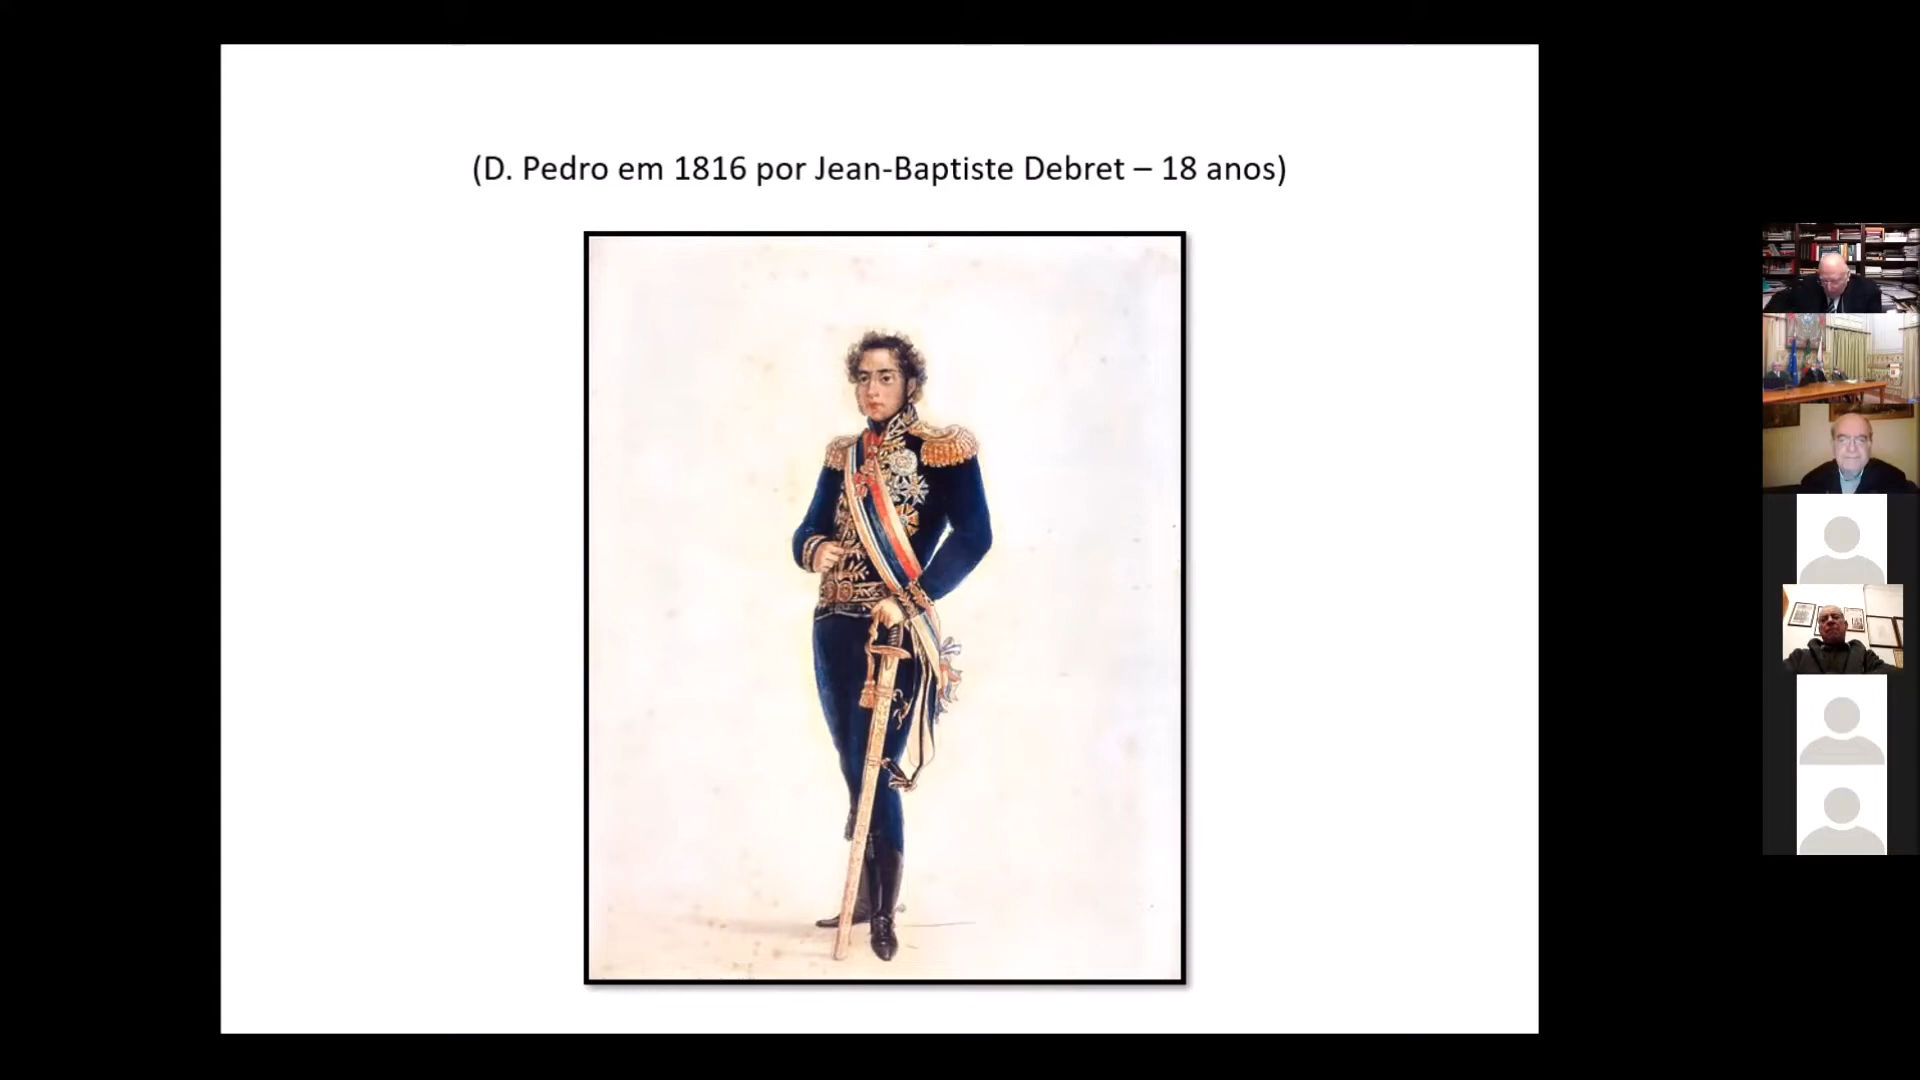 (D. Pedro em 1816 por Jean-Baptiste Debret – 18 anos)